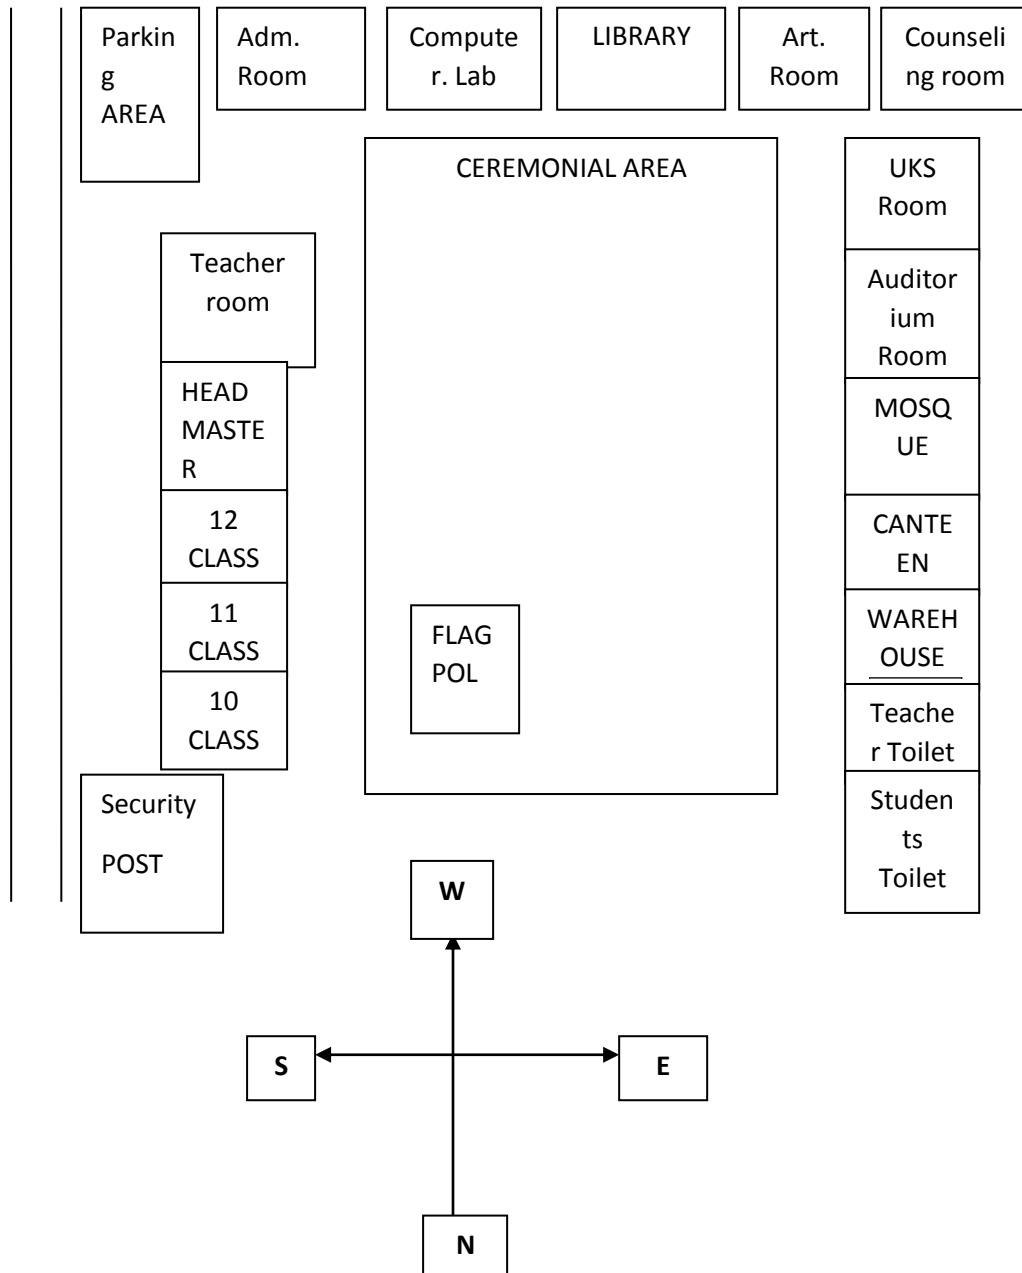 Parkin
g
AREA
Adm.
Room
Compute
r. Lab
LIBRARY
Art.
Room
Counseli
ng room
CEREMONIAL AREA
UKS
Room
Teacher
room
Auditor
ium
Room
HEAD
MASTE
R
MOSQ
UE
12
CLASS
CANTE
EN
11
CLASS
FLAG
POL
WAREH
OUSE
10
CLASS
Teache
r Toilet
Security
POST
Studen
ts
Toilet
W
S
E
N